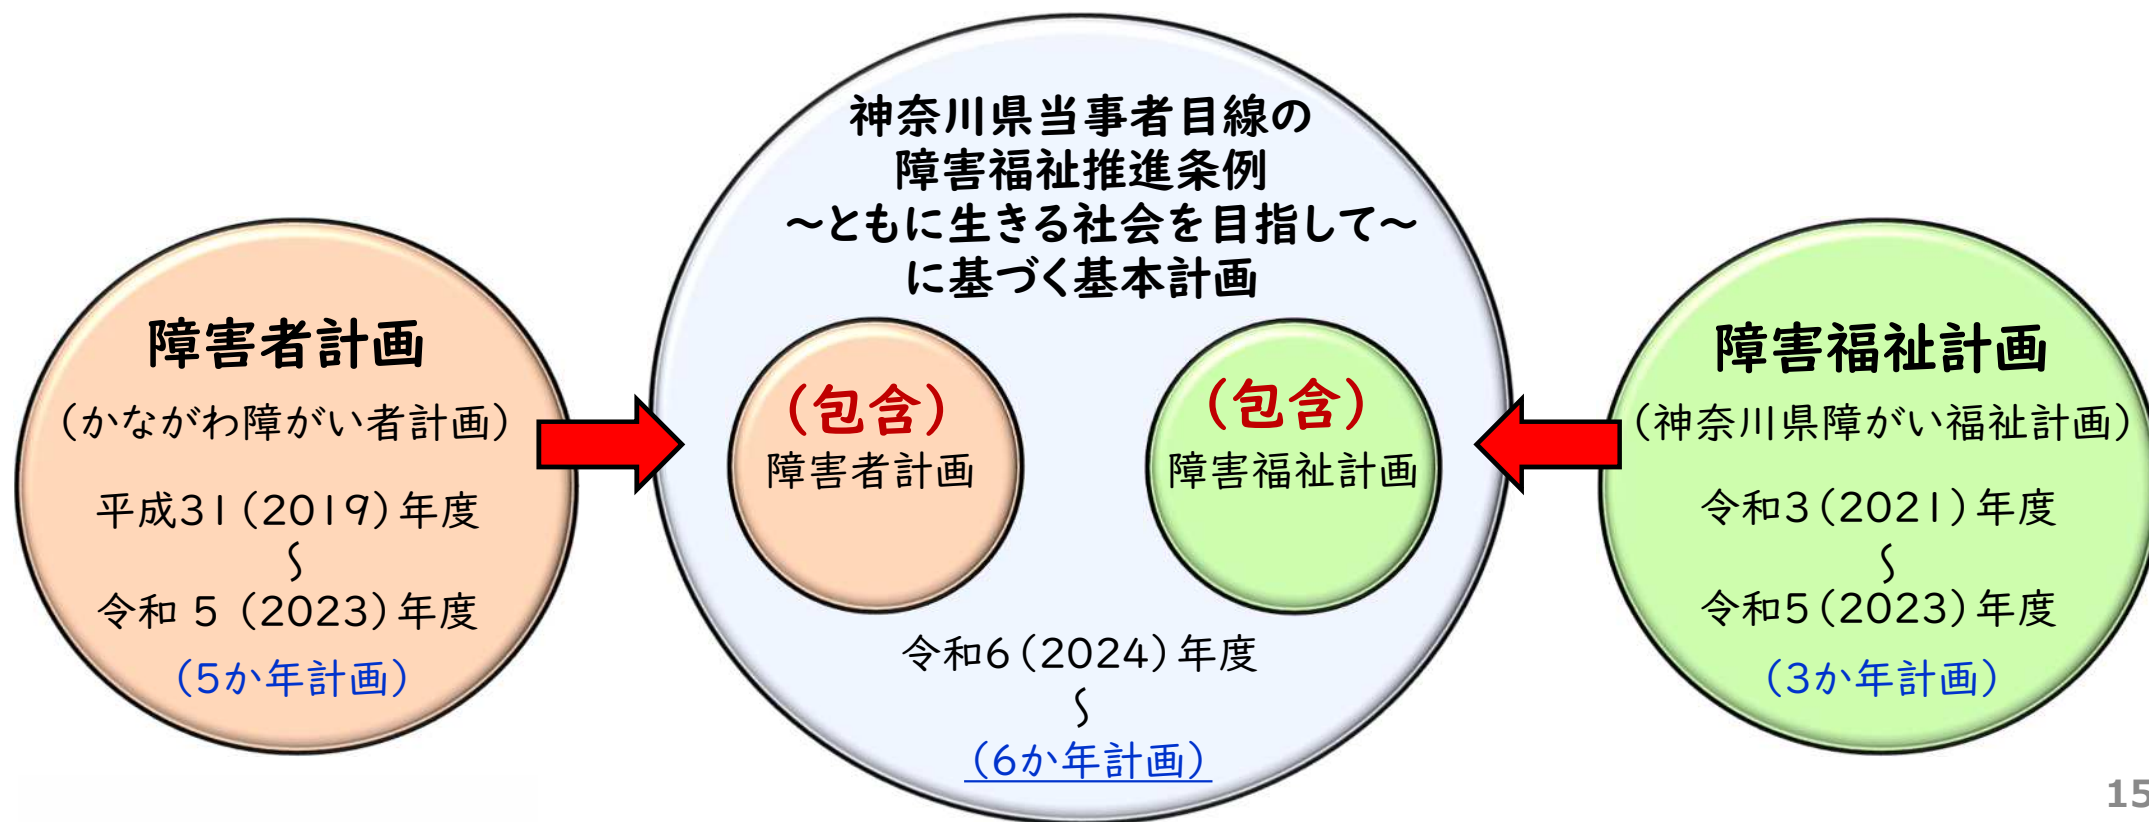 神奈川県当事者目線の
障害福祉推進条例
～ともに生きる社会を目指して～
に基づく基本計画
障害者計画
(かながわ障がい者計画)
平成31(2019)年度
～
令和 5 (2023)年度
(5か年計画)
(包含)
障害者計画
(包含)
障害福祉計画
令和6(2024)年度
～
(6か年計画)
障害福祉計画
(神奈川県障がい福祉計画)
令和3(2021)年度
～
令和5(2023)年度
(3か年計画)
15